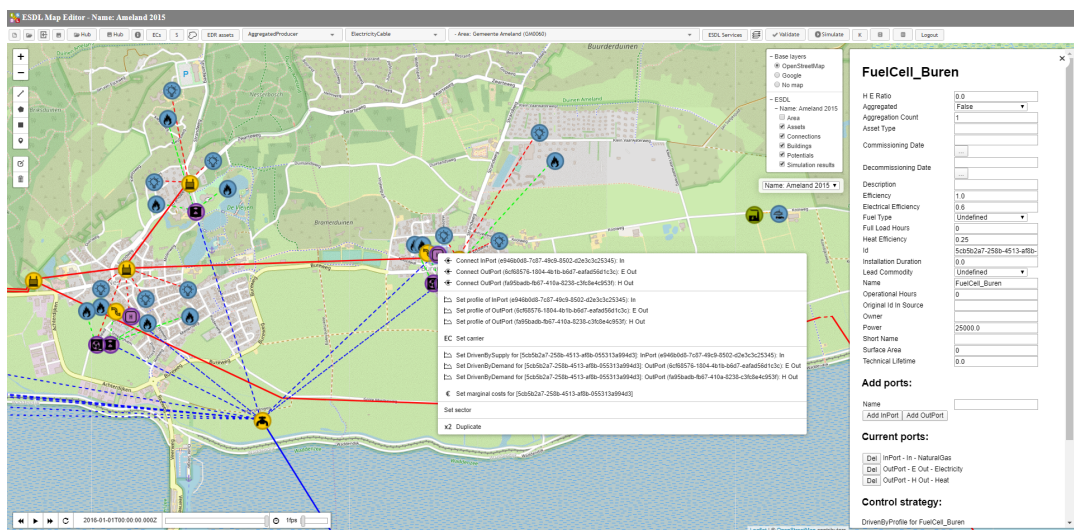 ESDL Map Editor - Name: Ameland 2015
Hub Hub ECs EDR assets AggregatedProducer ElectricityCable - Area: Gemeente Ameland (GM0060) ESDL Services Validate Simulate K Logout
− Base layers
OpenStreetMap
Google
No map
− ESDL
− Name: Ameland 2015
Area
Assets
Connections
Buildings
Potentials
Simulation results
Name: Ameland 2015
Buurderduinen
Nesserbosch
Bramerduinen
De Vleyen
P
Connect InPort (e946b0d8-7c87-49c9-8502-d2e3c3c25345): In
Connect OutPort (6cf68576-1804-4b1b-b6d7-eafad56d1c3c): E Out
Connect OutPort (fa95badb-fb67-410a-8238-c3fc8e4c953f): H Out
Set profile of InPort (e946b0d8-7c87-49c9-8502-d2e3c3c25345): In
Set profile of OutPort (6cf68576-1804-4b1b-b6d7-eafad56d1c3c): E Out
Set profile of OutPort (fa95badb-fb67-410a-8238-c3fc8e4c953f): H Out
EC Set carrier
Set DrivenBySupply for [5cb5b2a7-258b-4513-af8b-055313a994d3]: InPort (e946b0d8-7c87-49c9-8502-d2e3c3c25345): In
Set DrivenByDemand for [5cb5b2a7-258b-4513-af8b-055313a994d3]: OutPort (6cf68576-1804-4b1b-b6d7-eafad56d1c3c): E Out
Set DrivenByDemand for [5cb5b2a7-258b-4513-af8b-055313a994d3]: OutPort (fa95badb-fb67-410a-8238-c3fc8e4c953f): H Out
€ Set marginal costs for [5cb5b2a7-258b-4513-af8b-055313a994d3]
Set sector
x2 Duplicate
2016-01-01T00:00:00.000Z 1fps
FuelCell_Buren
H E Ratio 0.0
Aggregated False
Aggregation Count 1
Asset Type
Commissioning Date
...
Decommissioning Date
...
Description
Efficiency 1.0
Electrical Efficiency 0.6
Fuel Type Undefined
Full Load Hours 0
Heat Efficiency 0.25
Id 5cb5b2a7-258b-4513-af8b-
Installation Duration 0.0
Lead Commodity Undefined
Name FuelCell_Buren
Operational Hours 0
Original Id In Source
Owner
Power 25000.0
Short Name
Surface Area 0
Technical Lifetime 0.0
Add ports:
Name
Add InPort Add OutPort
Current ports:
Del InPort - In - NaturalGas
Del OutPort - E Out - Electricity
Del OutPort - H Out - Heat
Control strategy:
DrivenByProfile for FuelCell_Buren